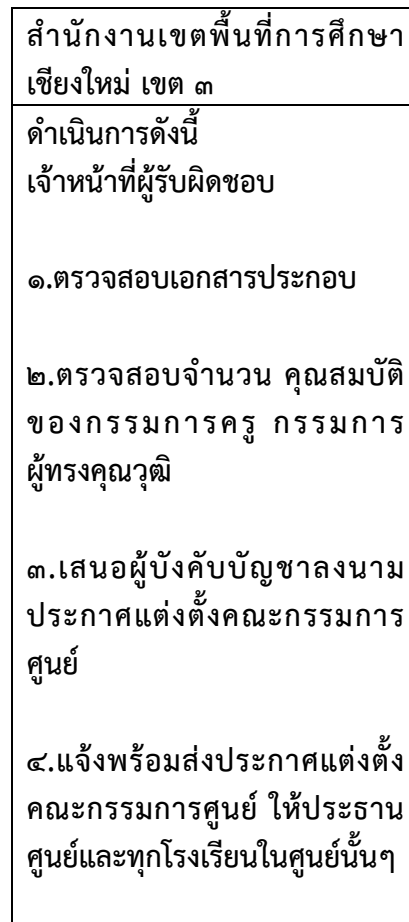 สำนักงานเขตพื้นที่การศึกษา
เชียงใหม่ เขต ๓
ดำเนินการดังนี้
เจ้าหน้าที่ผู้รับผิดชอบ
๑.ตรวจสอบเอกสารประกอบ
๒.ตรวจสอบจำนวน คุณสมบัติ
ของกรรมการครู กรรมการ
ผู้ทรงคุณวุฒิ
๓.เสนอผู้บังคับบัญชาลงนาม
ประกาศแต่งตั้งคณะกรรมการ
ศูนย์
๔.แจ้งพร้อมส่งประกาศแต่งตั้ง
คณะกรรมการศูนย์ ให้ประธาน
ศูนย์และทุกโรงเรียนในศูนย์นั้นๆ